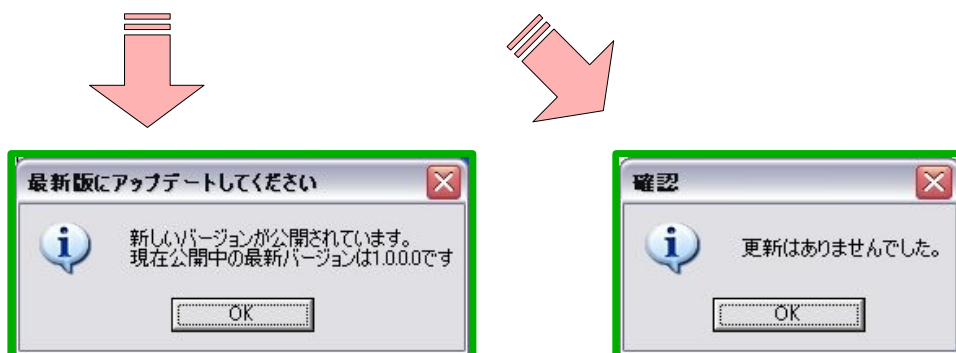 最新版にアップデートしてください
新しいバージョンが公開されています。
現在公開中の最新バージョンは1.0.0.0です
OK
確認
更新はありませんでした。
OK